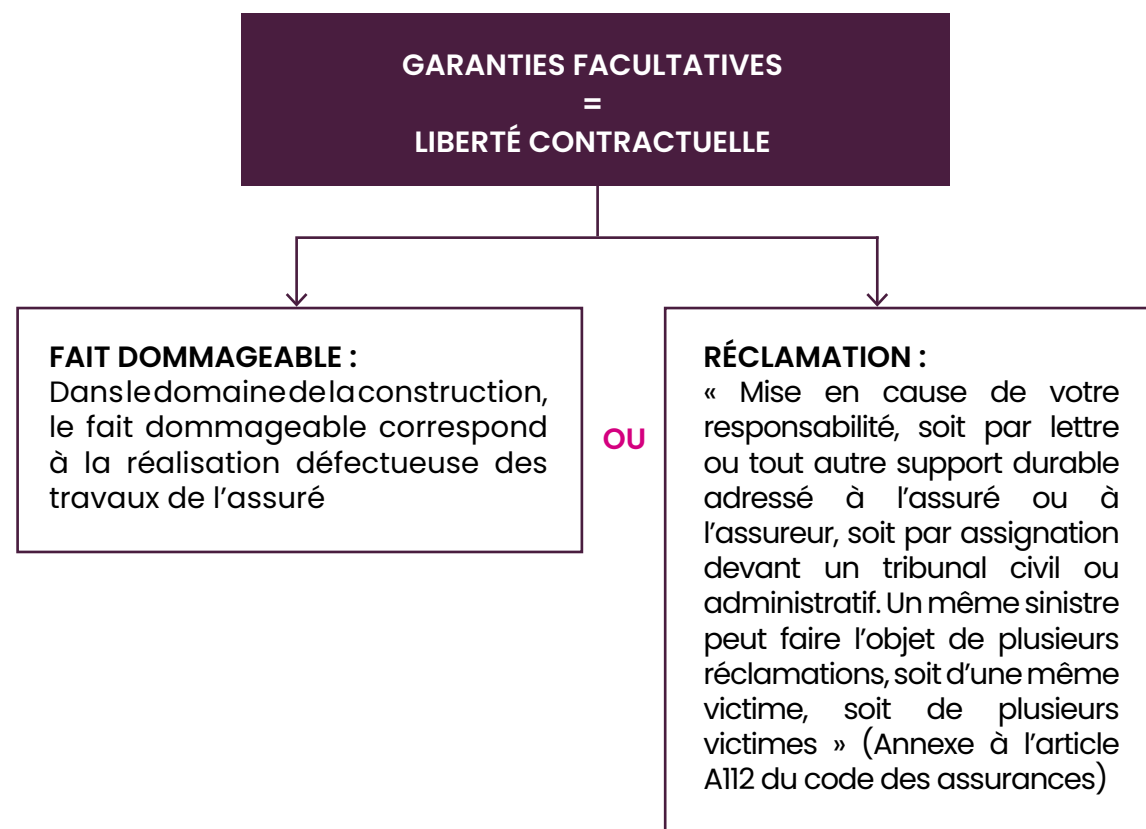 GARANTIES FACULTATIVES
=
LIBERTÉ CONTRACTUELLE
FAIT DOMMAGEABLE :
Dans le domaine de la construction,
le fait dommageable correspond
à la réalisation défectueuse des
travaux de l’assuré
OU
RÉCLAMATION :
« Mise en cause de votre
responsabilité, soit par lettre
ou tout autre support durable
adressé à l’assuré ou à
l’assureur, soit par assignation
devant un tribunal civil ou
administratif. Un même sinistre
peut faire l’objet de plusieurs
réclamations, soit d’une même
victime, soit de plusieurs
victimes » (Annexe à l’article
A112 du code des assurances)